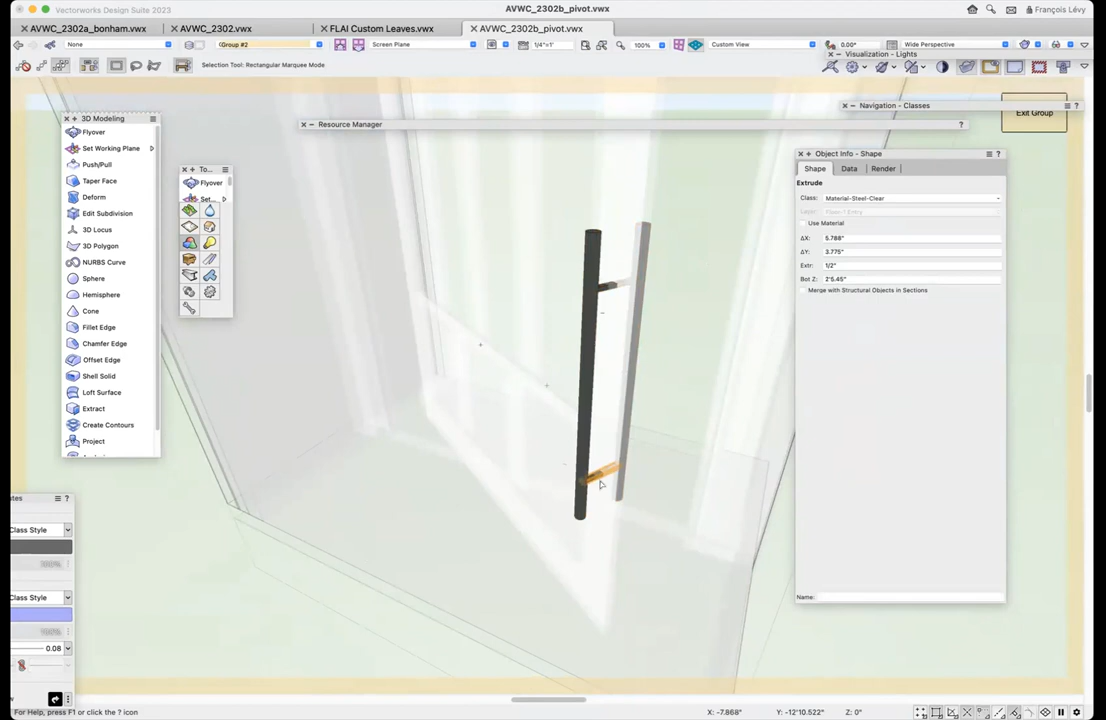 Vectorworks Design Suite 2023
AVWC_2302b_pivot.vwx
François Lévy
AVWC_2302a_bonham.vwx
AVWC_2302.vwx
FLAI Custom Leaves.vwx
AVWC_2302b_pivot.vwx
None
Group #2
Screen Plane
1/4"=1'
100%
Custom View
0.00°
Wide Perspective
Visualization - Lights
Selection Tool: Rectangular Marquee Mode
Navigation - Classes
Exit Group
3D Modeling
Resource Manager
Flyover
Set Working Plane
Push/Pull
Taper Face
Deform
Edit Subdivision
3D Locus
3D Polygon
NURBS Curve
Sphere
Hemisphere
Cone
Fillet Edge
Chamfer Edge
Offset Edge
Shell Solid
Loft Surface
Extract
Create Contours
Project
To...
Flyover
Set...
Object Info - Shape
Shape
Data
Render
Extrude
Class: Material-Steel-Clear
Use Material
ΔX: 5.788"
ΔY: 3.775"
Extr: 1/2"
Bot Z: 2'5.45"
Merge with Structural Objects in Sections
Name:
Class Style
100%
Class Style
100%
0.08
For Help, press F1 or click the ? icon
X: -7.868"
Y: -12'10.522"
Z: 0"